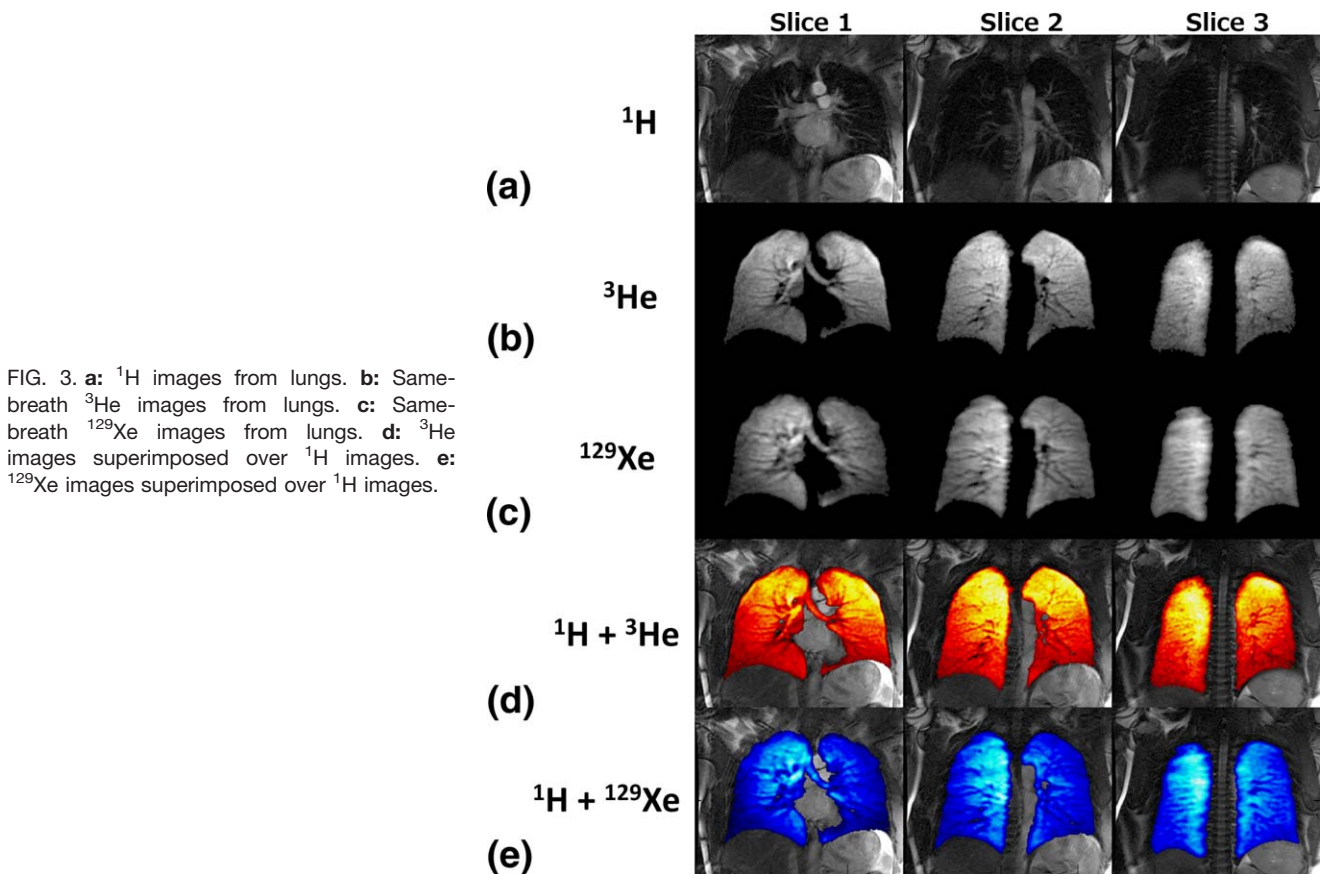 Slice 1 Slice 2 Slice 3
¹H
(a)
³He
(b)
FIG. 3. a: ¹H images from lungs. b: Same-
breath ³He images from lungs. c: Same-
breath ¹²⁹Xe images from lungs. d: ³He
images superimposed over ¹H images. e:
¹²⁹Xe images superimposed over ¹H images.
¹²⁹Xe
(c)
¹H + ³He
(d)
¹H + ¹²⁹Xe
(e)